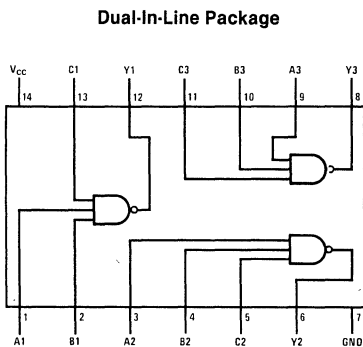 Dual-In-Line Package
VCC C1 Y1 C3 B3 A3 Y3
14 13 12 11 10 9 8
1 2 3 4 5 6 7
A1 B1 A2 B2 C2 Y2 GND